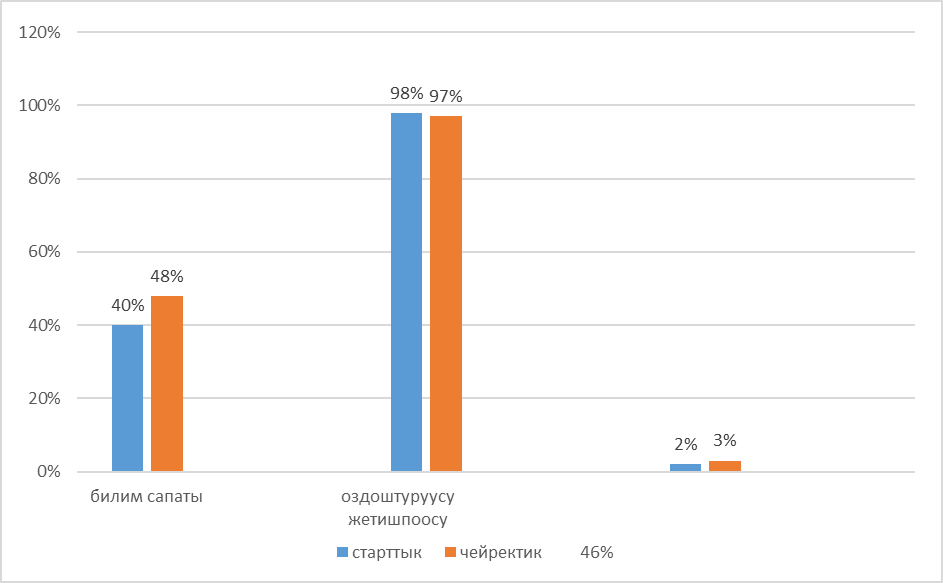 120%
100%
80%
60%
40%
20%
0%
40%
48%
98%
97%
2%
3%
билим сапаты
оздоштуруусу
жетишпоосу
старттык
чейректик
46%